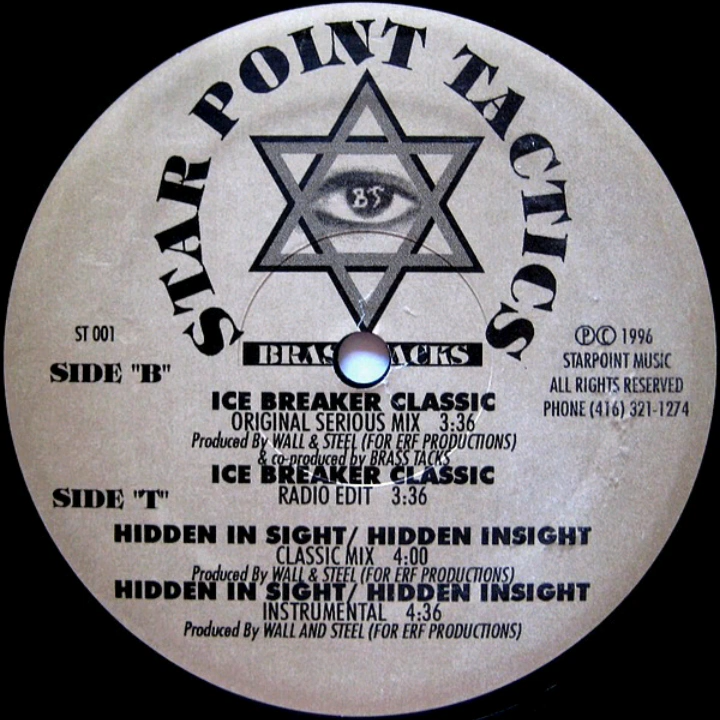 STAR POINT TACTICS
BS
BRASS TACKS
ST 001
SIDE "B"
℗© 1996
STARPOINT MUSIC
ALL RIGHTS RESERVED
PHONE (416) 321-1274
ICE BREAKER CLASSIC
ORIGINAL SERIOUS MIX 3:36
Produced By WALL & STEEL (FOR ERF PRODUCTIONS)
& co-produced by BRASS TACKS
ICE BREAKER CLASSIC
SIDE "T"
RADIO EDIT 3:36
HIDDEN IN SIGHT/ HIDDEN INSIGHT
CLASSIC MIX 4:00
Produced By WALL & STEEL (FOR ERF PRODUCTIONS)
HIDDEN IN SIGHT/ HIDDEN INSIGHT
INSTRUMENTAL 4:36
Produced By WALL AND STEEL (FOR ERF PRODUCTIONS)